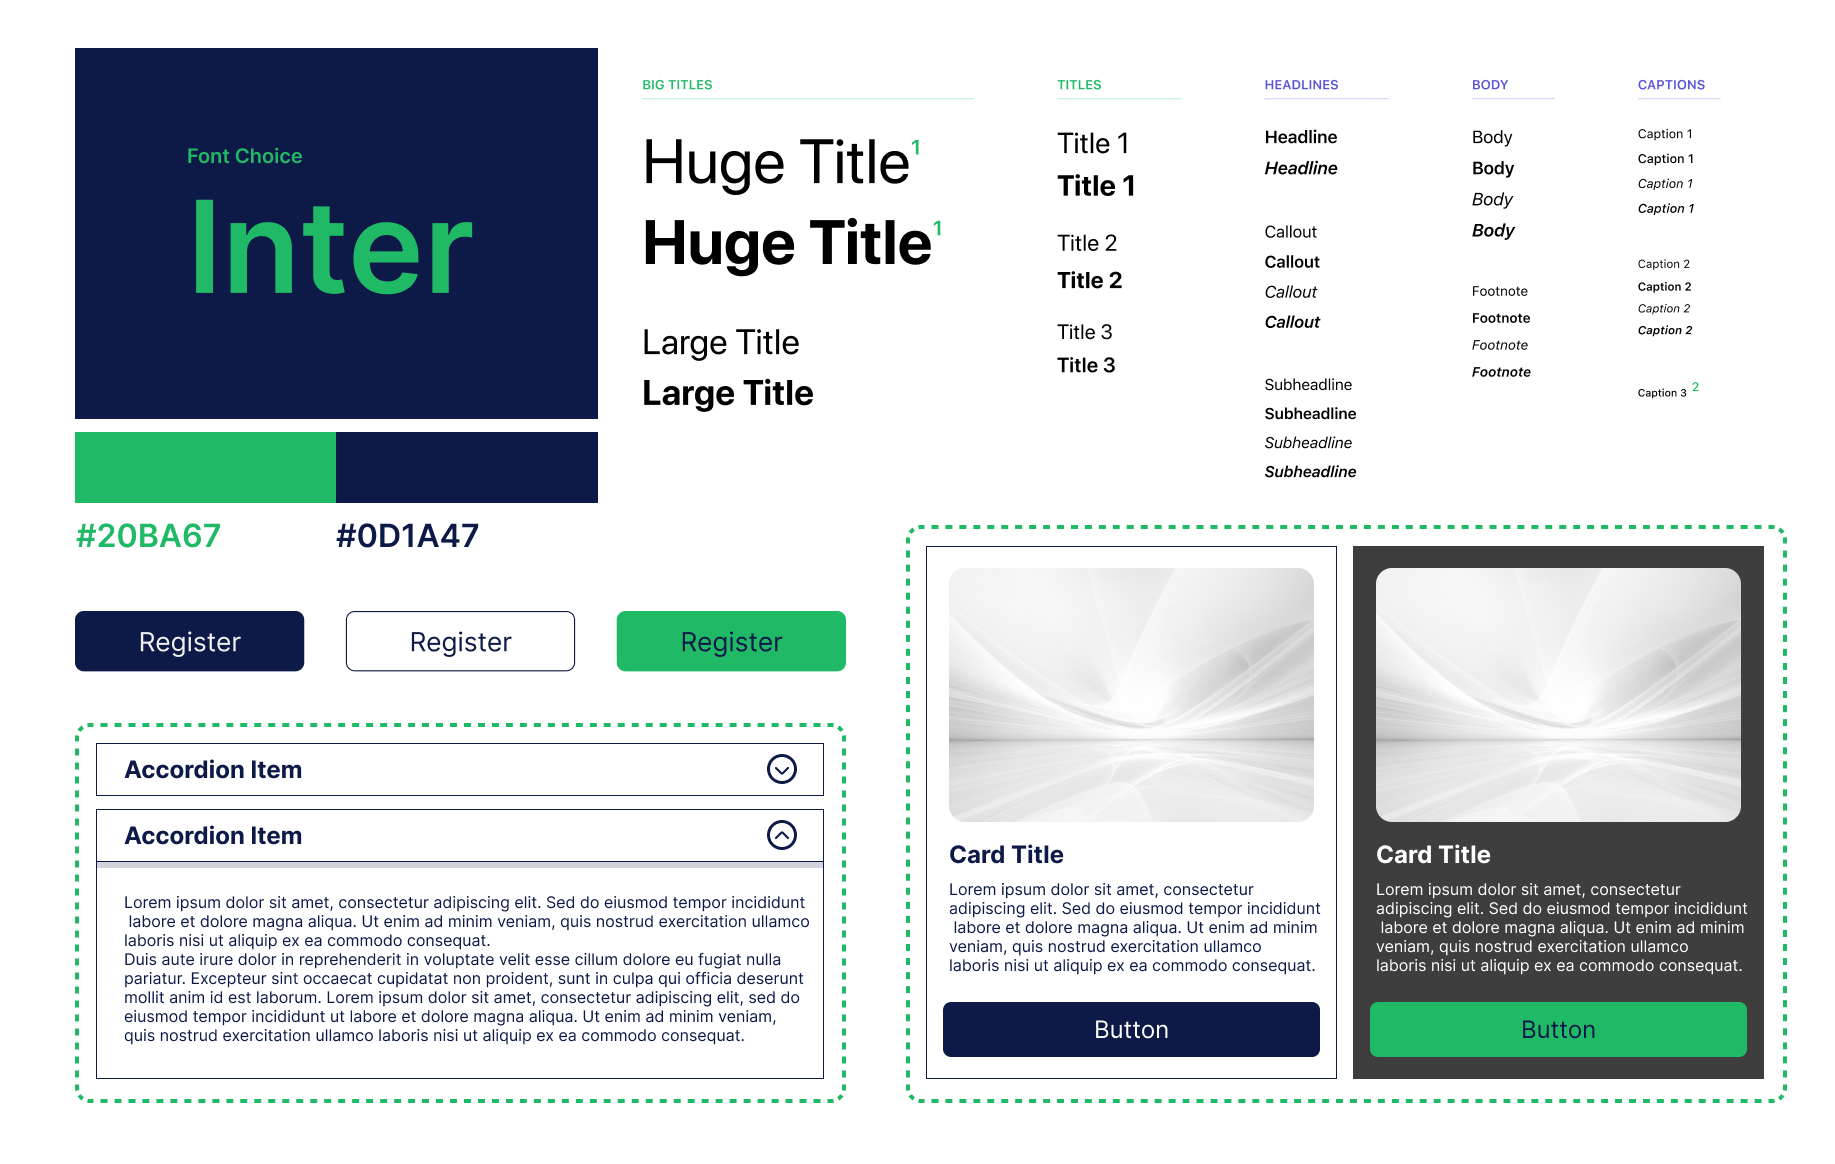 Font Choice
Inter
#20BA67
#0D1A47
BIG TITLES
Huge Title1
Huge Title1
Large Title
Large Title
TITLES
Title 1
Title 1
Title 2
Title 2
Title 3
Title 3
HEADLINES
Headline
Headline
Callout
Callout
Callout
Callout
Subheadline
Subheadline
Subheadline
Subheadline
BODY
Body
Body
Body
Body
Footnote
Footnote
Footnote
Footnote
CAPTIONS
Caption 1
Caption 1
Caption 1
Caption 1
Caption 2
Caption 2
Caption 2
Caption 2
Caption 3 2
Register
Register
Register
Accordion Item
Accordion Item
Lorem ipsum dolor sit amet, consectetur adipiscing elit. Sed do eiusmod tempor incididunt
labore et dolore magna aliqua. Ut enim ad minim veniam, quis nostrud exercitation ullamco
laboris nisi ut aliquip ex ea commodo consequat.
Duis aute irure dolor in reprehenderit in voluptate velit esse cillum dolore eu fugiat nulla
pariatur. Excepteur sint occaecat cupidatat non proident, sunt in culpa qui officia deserunt
mollit anim id est laborum. Lorem ipsum dolor sit amet, consectetur adipiscing elit, sed do
eiusmod tempor incididunt ut labore et dolore magna aliqua. Ut enim ad minim veniam,
quis nostrud exercitation ullamco laboris nisi ut aliquip ex ea commodo consequat.
Card Title
Lorem ipsum dolor sit amet, consectetur
adipiscing elit. Sed do eiusmod tempor incididunt
labore et dolore magna aliqua. Ut enim ad minim
veniam, quis nostrud exercitation ullamco
laboris nisi ut aliquip ex ea commodo consequat.
Button
Card Title
Lorem ipsum dolor sit amet, consectetur
adipiscing elit. Sed do eiusmod tempor incididunt
labore et dolore magna aliqua. Ut enim ad minim
veniam, quis nostrud exercitation ullamco
laboris nisi ut aliquip ex ea commodo consequat.
Button